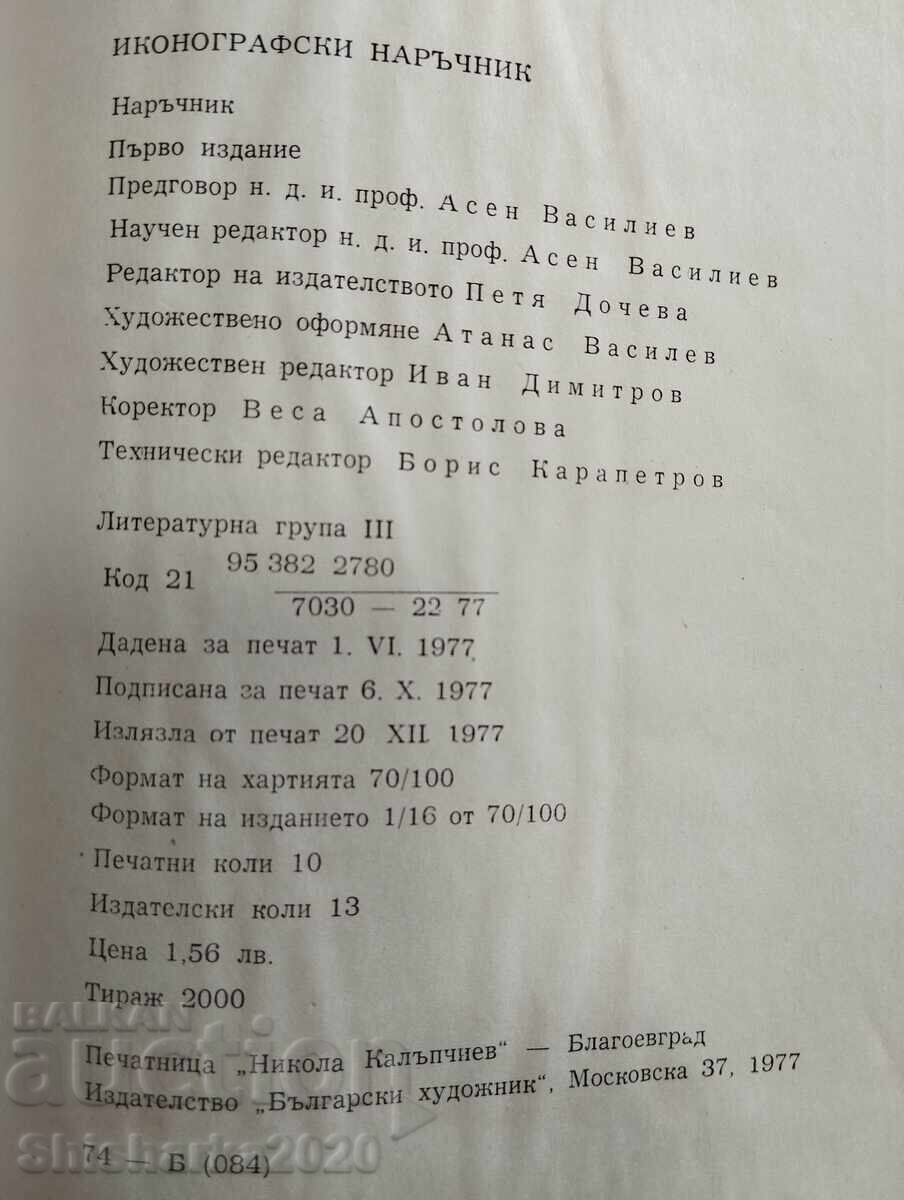 ИКОНОГРАФСКИ НАРЪЧНИК
Наръчник
Първо издание
Предговор н. д. и. проф. Асен Василиев
Научен редактор н. д. и. проф. Асен Василиев
Редактор на издателството Петя Дочева
Художествено оформяне Атанас Василев
Художествен редактор Иван Димитров
Коректор Веса Апостолова
Технически редактор Борис Карапетров
Литературна група III
Код 21 95 382 2780
7030 — 22 77
Дадена за печат 1. VI. 1977
Подписана за печат 6. X. 1977
Излязла от печат 20 XII. 1977
Формат на хартията 70/100
Формат на изданието 1/16 от 70/100
Печатни коли 10
Издателски коли 13
Цена 1,56 лв.
Тираж 2000
Печатница „Никола Калъпчиев“ — Благоевград
Издателство „Български художник“, Московска 37, 1977
74 — Б (084)
BALKAN
auction
Shisharka2020